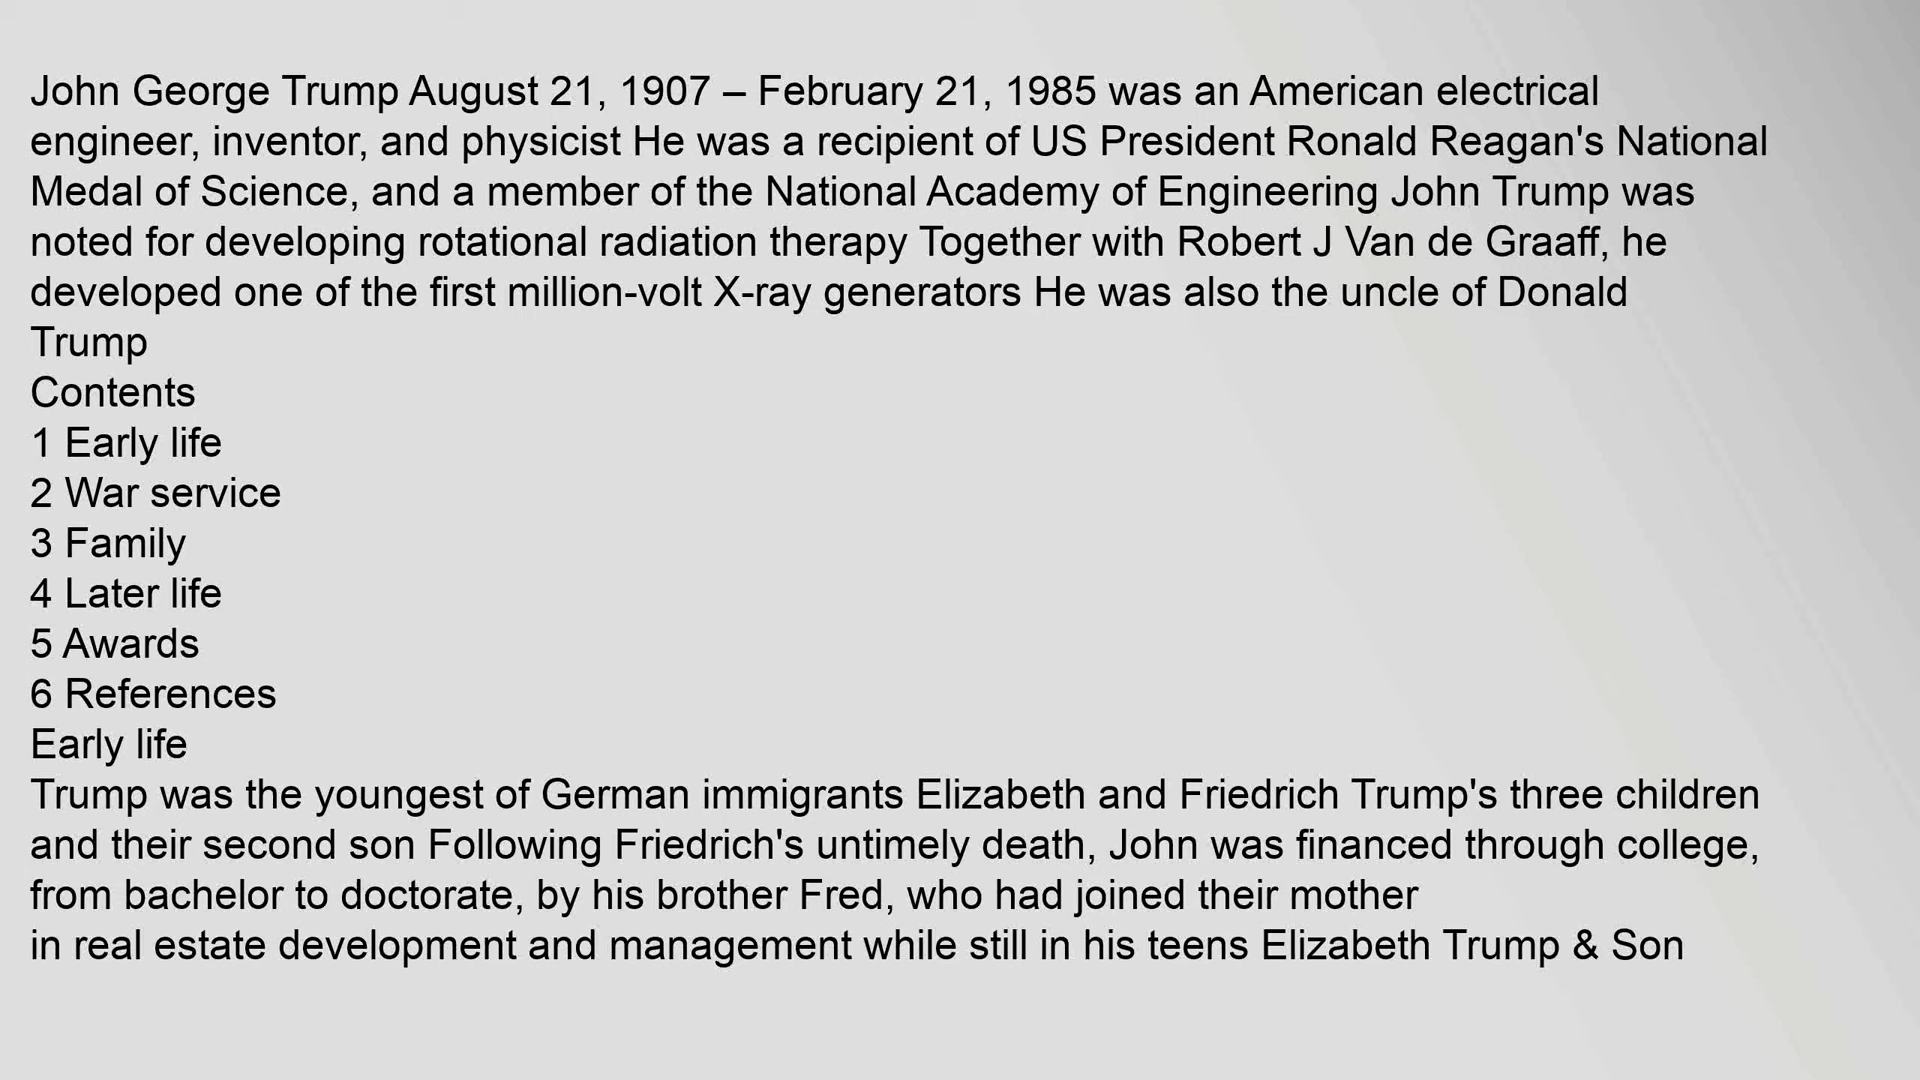 John George Trump August 21, 1907 – February 21, 1985 was an American electrical
engineer, inventor, and physicist He was a recipient of US President Ronald Reagan's National
Medal of Science, and a member of the National Academy of Engineering John Trump was
noted for developing rotational radiation therapy Together with Robert J Van de Graaff, he
developed one of the first million-volt X-ray generators He was also the uncle of Donald
Trump
Contents
1 Early life
2 War service
3 Family
4 Later life
5 Awards
6 References
Early life
Trump was the youngest of German immigrants Elizabeth and Friedrich Trump's three children
and their second son Following Friedrich's untimely death, John was financed through college,
from bachelor to doctorate, by his brother Fred, who had joined their mother
in real estate development and management while still in his teens Elizabeth Trump & Son